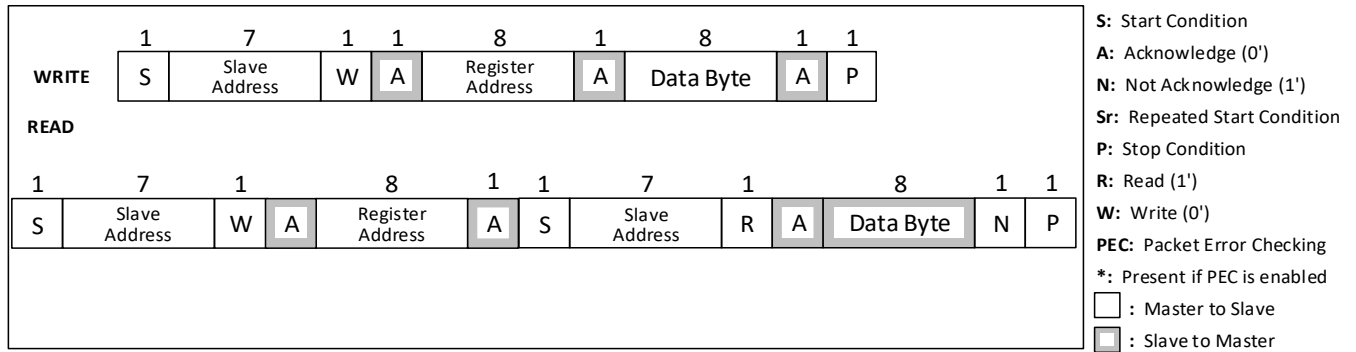 1 7 1 1 8 1 8 1 1
WRITE S Slave Address W A Register Address A Data Byte A P
READ
1 7 1 8 1 1 7 1 8 1 1
S Slave Address W A Register Address A S Slave Address R A Data Byte N P
S: Start Condition
A: Acknowledge (0')
N: Not Acknowledge (1')
Sr: Repeated Start Condition
P: Stop Condition
R: Read (1')
W: Write (0')
PEC: Packet Error Checking
*: Present if PEC is enabled
: Master to Slave
: Slave to Master